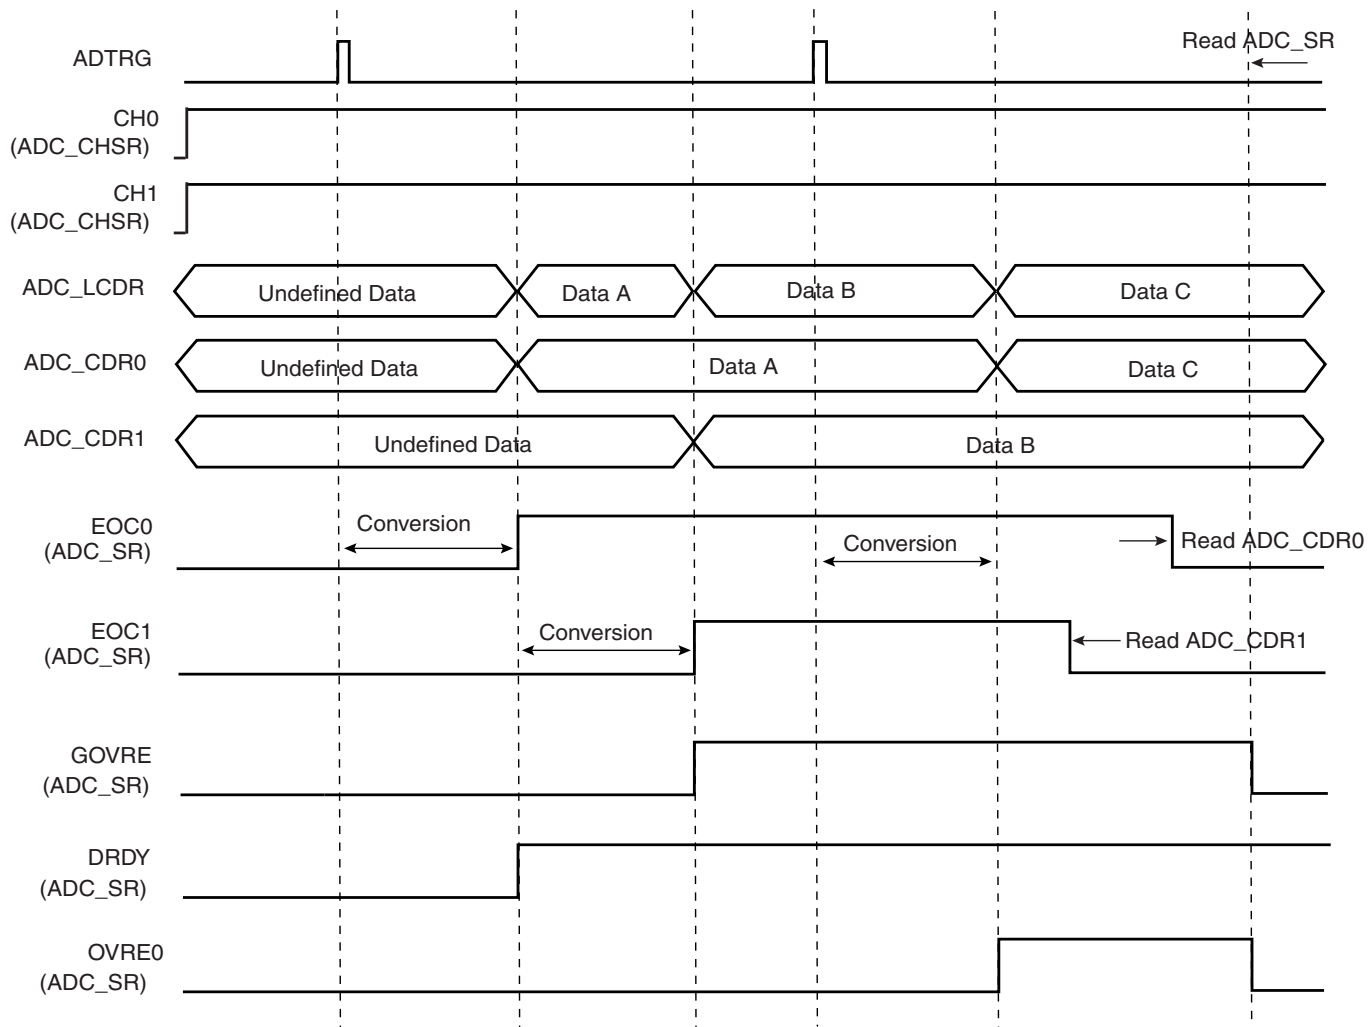 ADTRG
Read ADC_SR
CH0
(ADC_CHSR)
CH1
(ADC_CHSR)
ADC_LCDR
Undefined Data
Data A
Data B
Data C
ADC_CDR0
Undefined Data
Data A
Data C
ADC_CDR1
Undefined Data
Data B
EOC0
(ADC_SR)
Conversion
Conversion
Read ADC_CDR0
EOC1
(ADC_SR)
Conversion
Read ADC_CDR1
GOVRE
(ADC_SR)
DRDY
(ADC_SR)
OVRE0
(ADC_SR)